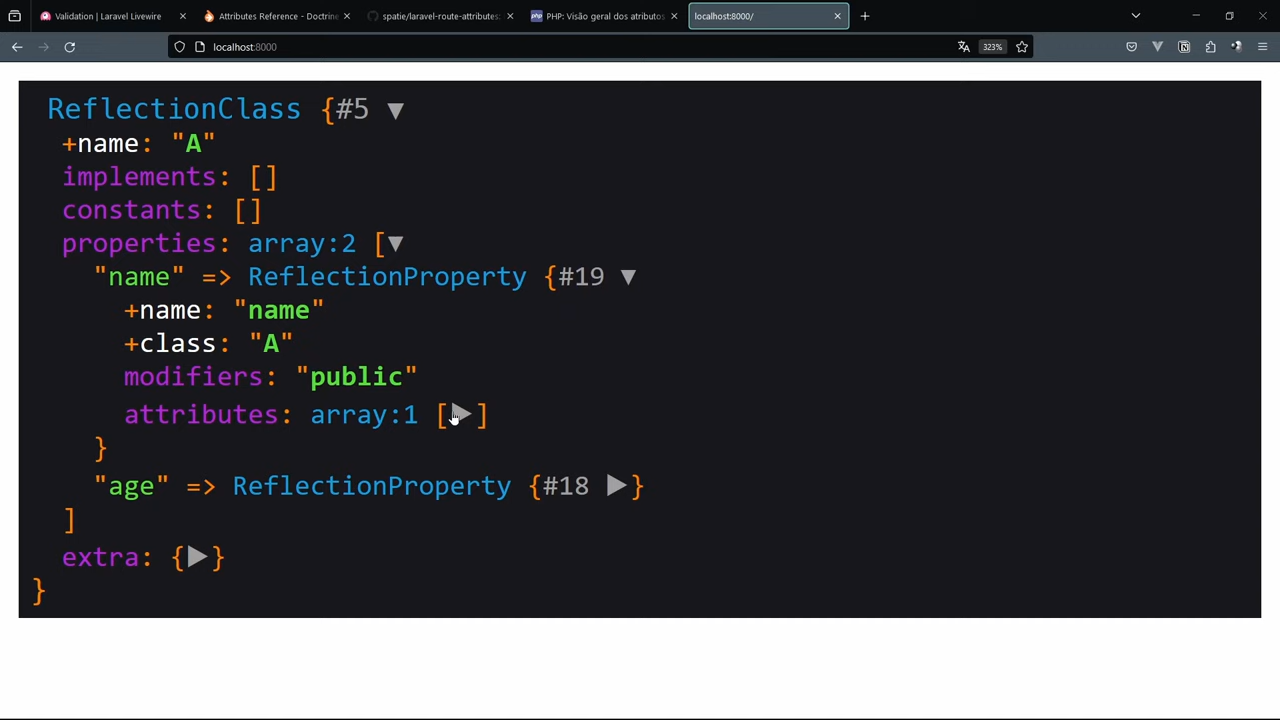 Validation | Laravel Livewire
Attributes Reference - Doctrine
spatie/laravel-route-attributes:
PHP: Visão geral dos atributos
localhost:8000/
localhost:8000
323%
ReflectionClass {#5 ▼
+name: "A"
implements: []
constants: []
properties: array:2 [▼
"name" => ReflectionProperty {#19 ▼
+name: "name"
+class: "A"
modifiers: "public"
attributes: array:1 [▶]
}
"age" => ReflectionProperty {#18 ▶}
]
extra: {▶}
}